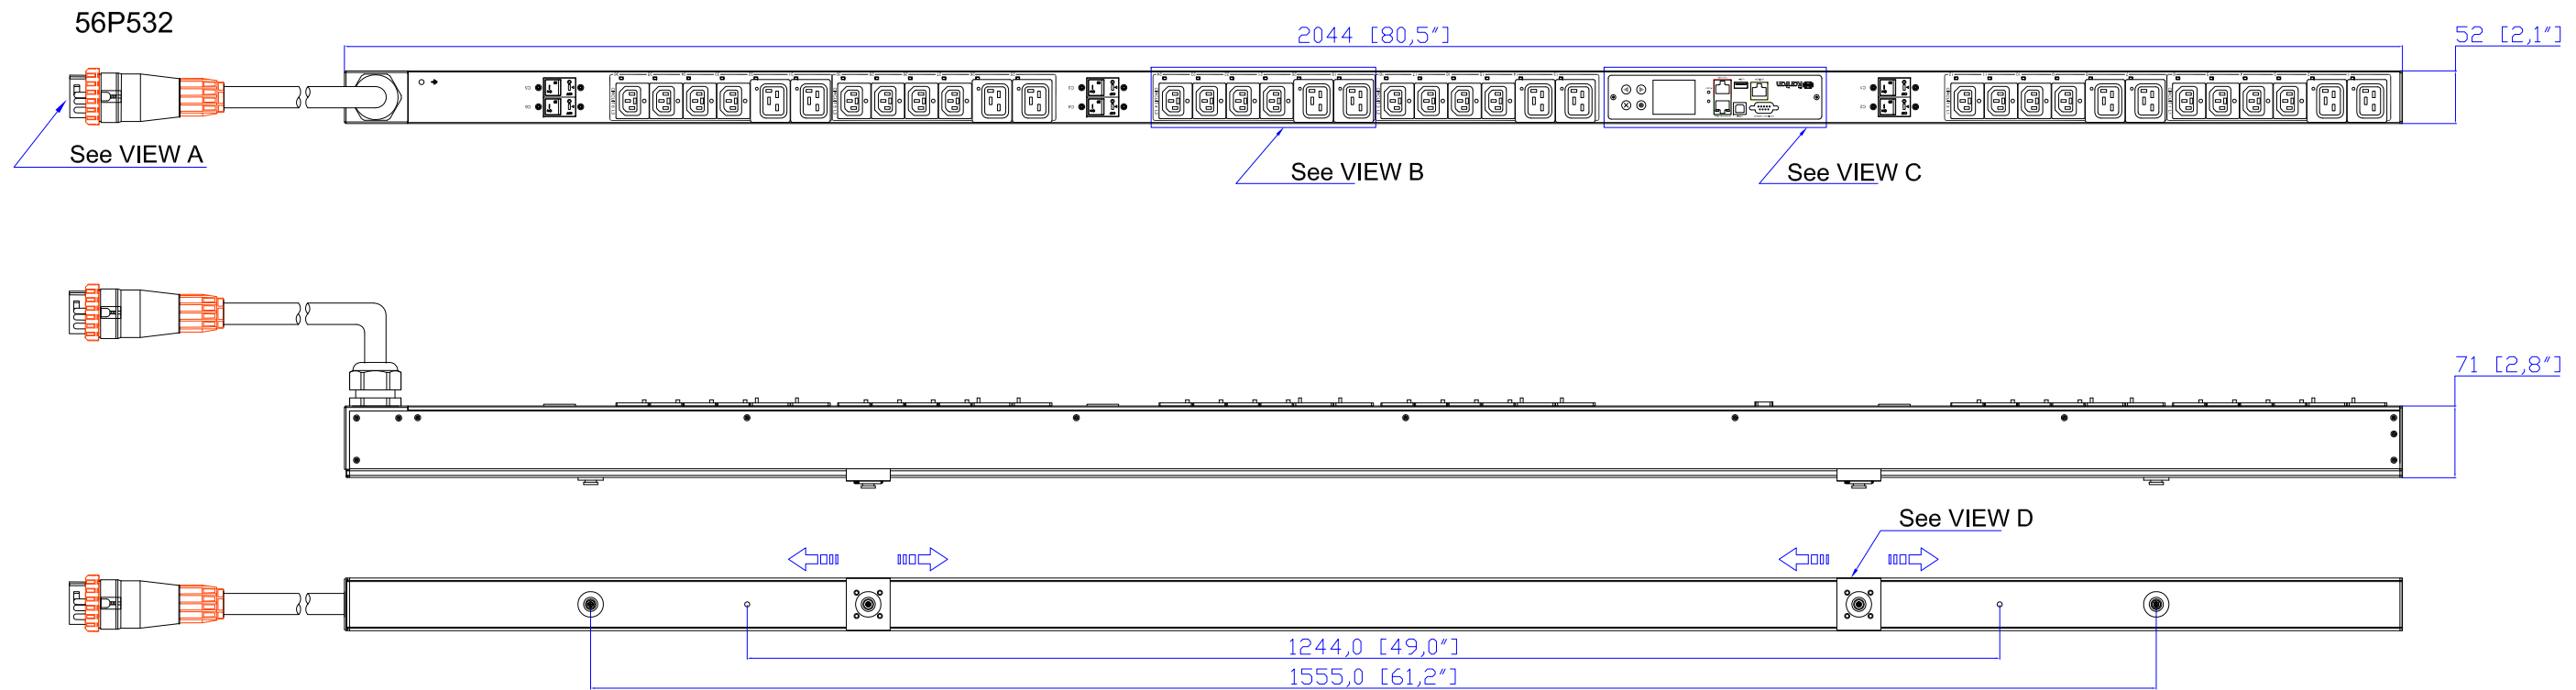 56P532
2044 [80,5"]
52 [2,1"]
See VIEW A
See VIEW B
See VIEW C
71 [2,8"]
See VIEW D
1244,0 [49,0"]
1555,0 [61,2"]